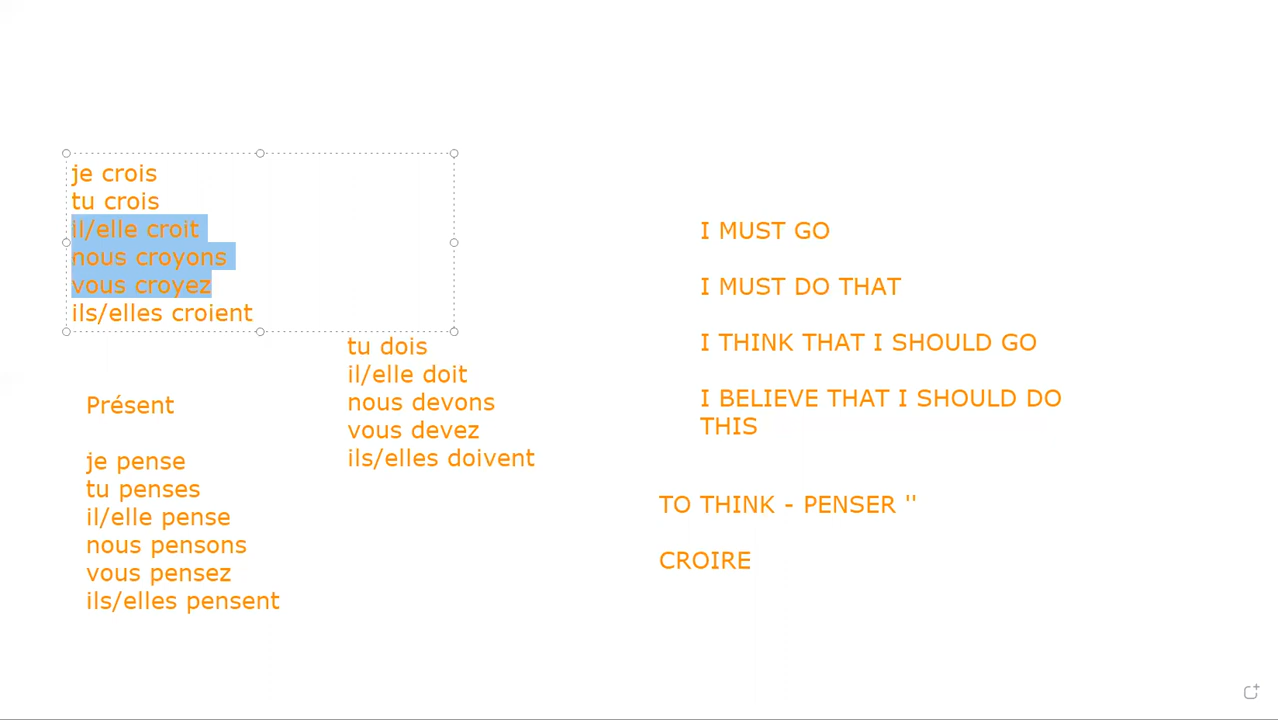 je crois
tu crois
il/elle croit
nous croyons
vous croyez
ils/elles croient
tu dois
il/elle doit
nous devons
vous devez
ils/elles doivent
Présent
je pense
tu penses
il/elle pense
nous pensons
vous pensez
ils/elles pensent
I MUST GO
I MUST DO THAT
I THINK THAT I SHOULD GO
I BELIEVE THAT I SHOULD DO
THIS
TO THINK - PENSER ''
CROIRE